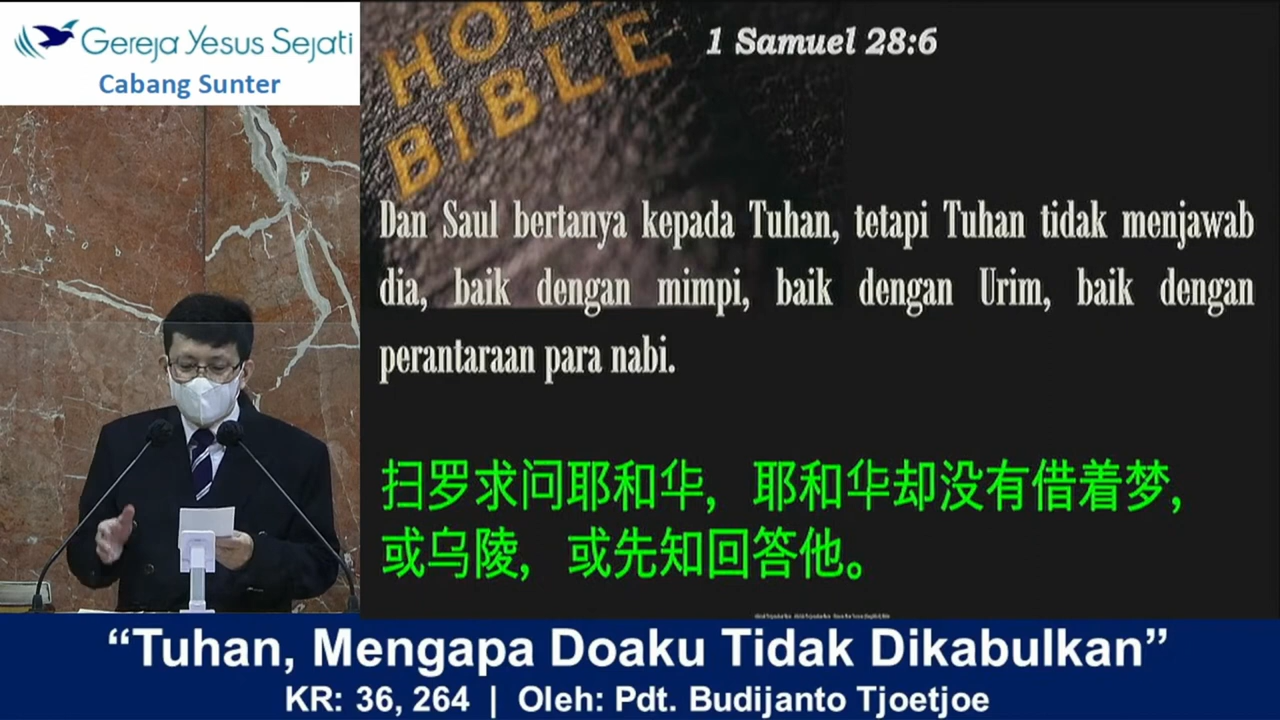 Gereja Yesus Sejati
Cabang Sunter
HOL
BIBLE
1 Samuel 28:6
Dan Saul bertanya kepada Tuhan, tetapi Tuhan tidak menjawab
dia, baik dengan mimpi, baik dengan Urim, baik dengan
perantaraan para nabi.
扫罗求问耶和华，耶和华却没有借着梦，
或乌陵，或先知回答他。
“Tuhan, Mengapa Doaku Tidak Dikabulkan”
KR: 36, 264 | Oleh: Pdt. Budijanto Tjoetjoe